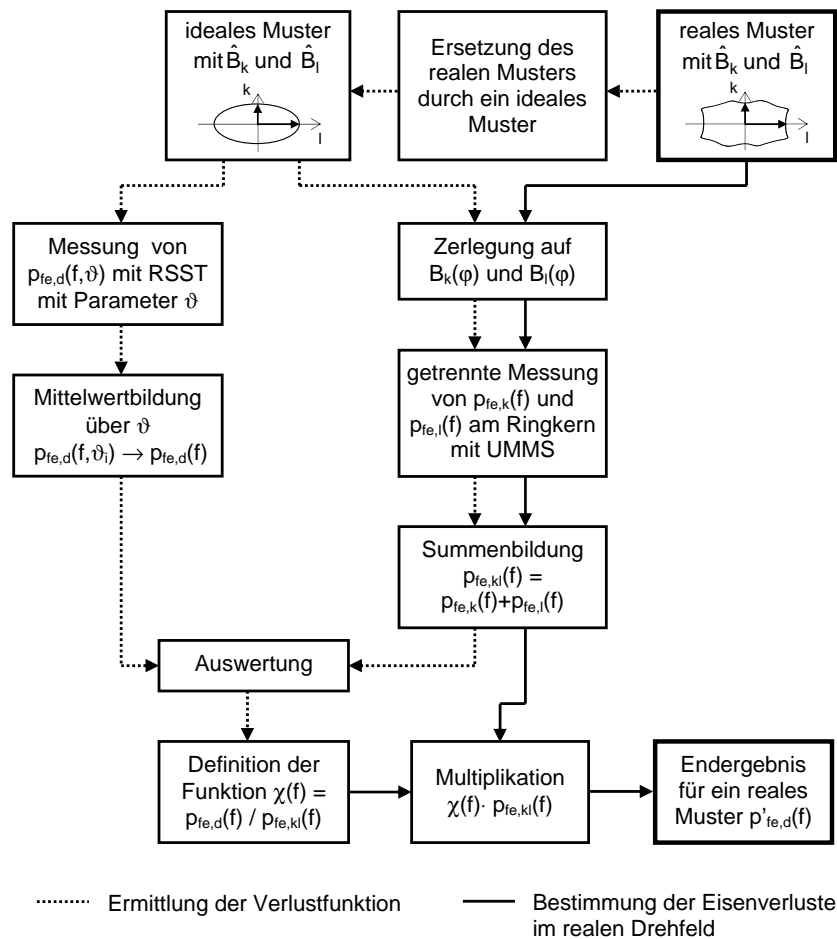 ideales Muster
mit B̂k und B̂l
k
l
Ersetzung des
realen Musters
durch ein ideales
Muster
reales Muster
mit B̂k und B̂l
k
l
Messung von
pfe,d(f,ϑ) mit RSST
mit Parameter ϑ
Zerlegung auf
Bk(φ) und Bl(φ)
Mittelwertbildung
über ϑ
pfe,d(f,ϑi) → pfe,d(f)
getrennte Messung
von pfe,k(f) und
pfe,l(f) am Ringkern
mit UMMS
Summenbildung
pfe,kl(f) =
pfe,k(f)+pfe,l(f)
Auswertung
Definition der
Funktion χ(f) =
pfe,d(f) / pfe,kl(f)
Multiplikation
χ(f)· pfe,kl(f)
Endergebnis
für ein reales
Muster p'fe,d(f)
Ermittlung der Verlustfunktion
Bestimmung der Eisenverluste
im realen Drehfeld